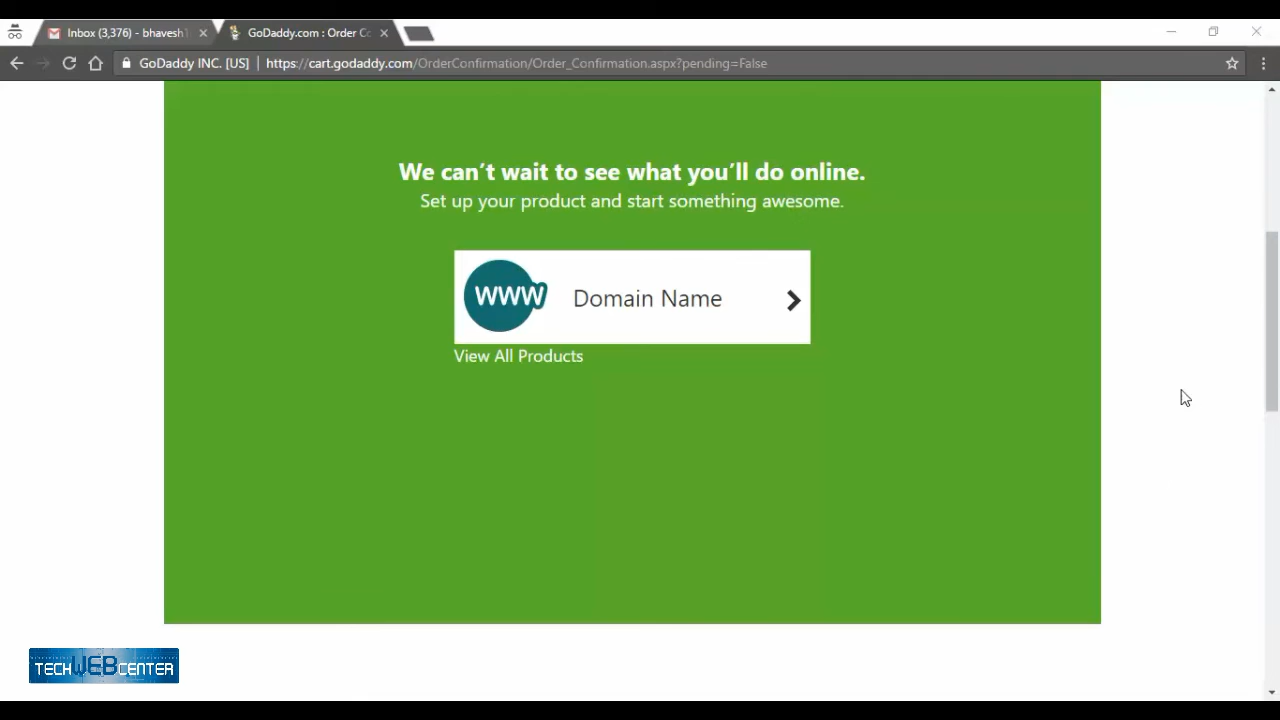 Inbox (3,376) - bhavesh
GoDaddy.com : Order Co
GoDaddy INC. [US]
https://cart.godaddy.com/OrderConfirmation/Order_Confirmation.aspx?pending=False
We can't wait to see what you'll do online.
Set up your product and start something awesome.
www
Domain Name
View All Products
TECHWEBCENTER